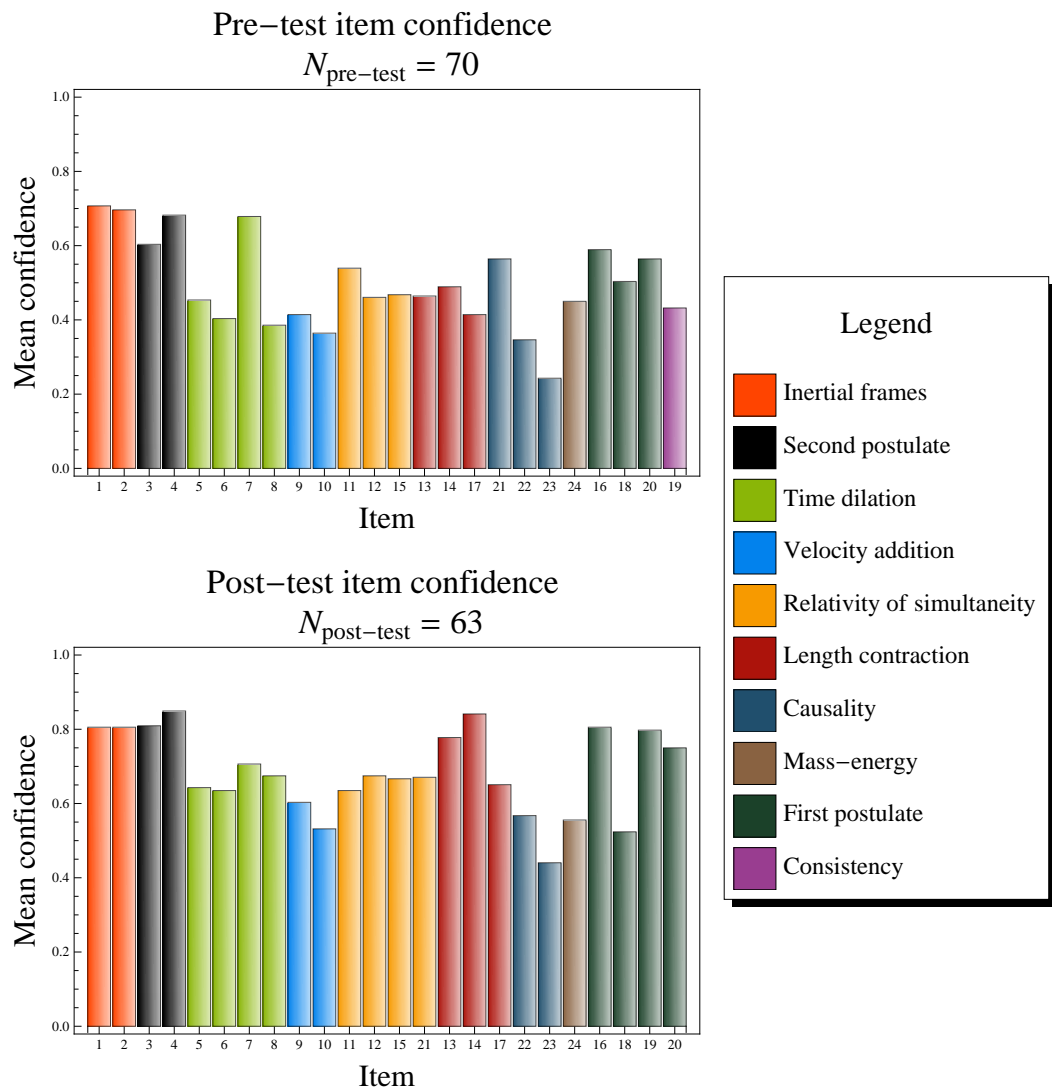 Pre−test item confidence
N pre−test = 70
Mean confidence
1.0
0.8
0.6
0.4
0.2
0.0
1 2 3 4 5 6 7 8 9 10 11 12 15 13 14 17 21 22 23 24 16 18 20 19
Item
Post−test item confidence
N post−test = 63
Mean confidence
1.0
0.8
0.6
0.4
0.2
0.0
1 2 3 4 5 6 7 8 9 10 11 12 15 21 13 14 17 22 23 24 16 18 19 20
Item
Legend
Inertial frames
Second postulate
Time dilation
Velocity addition
Relativity of simultaneity
Length contraction
Causality
Mass−energy
First postulate
Consistency